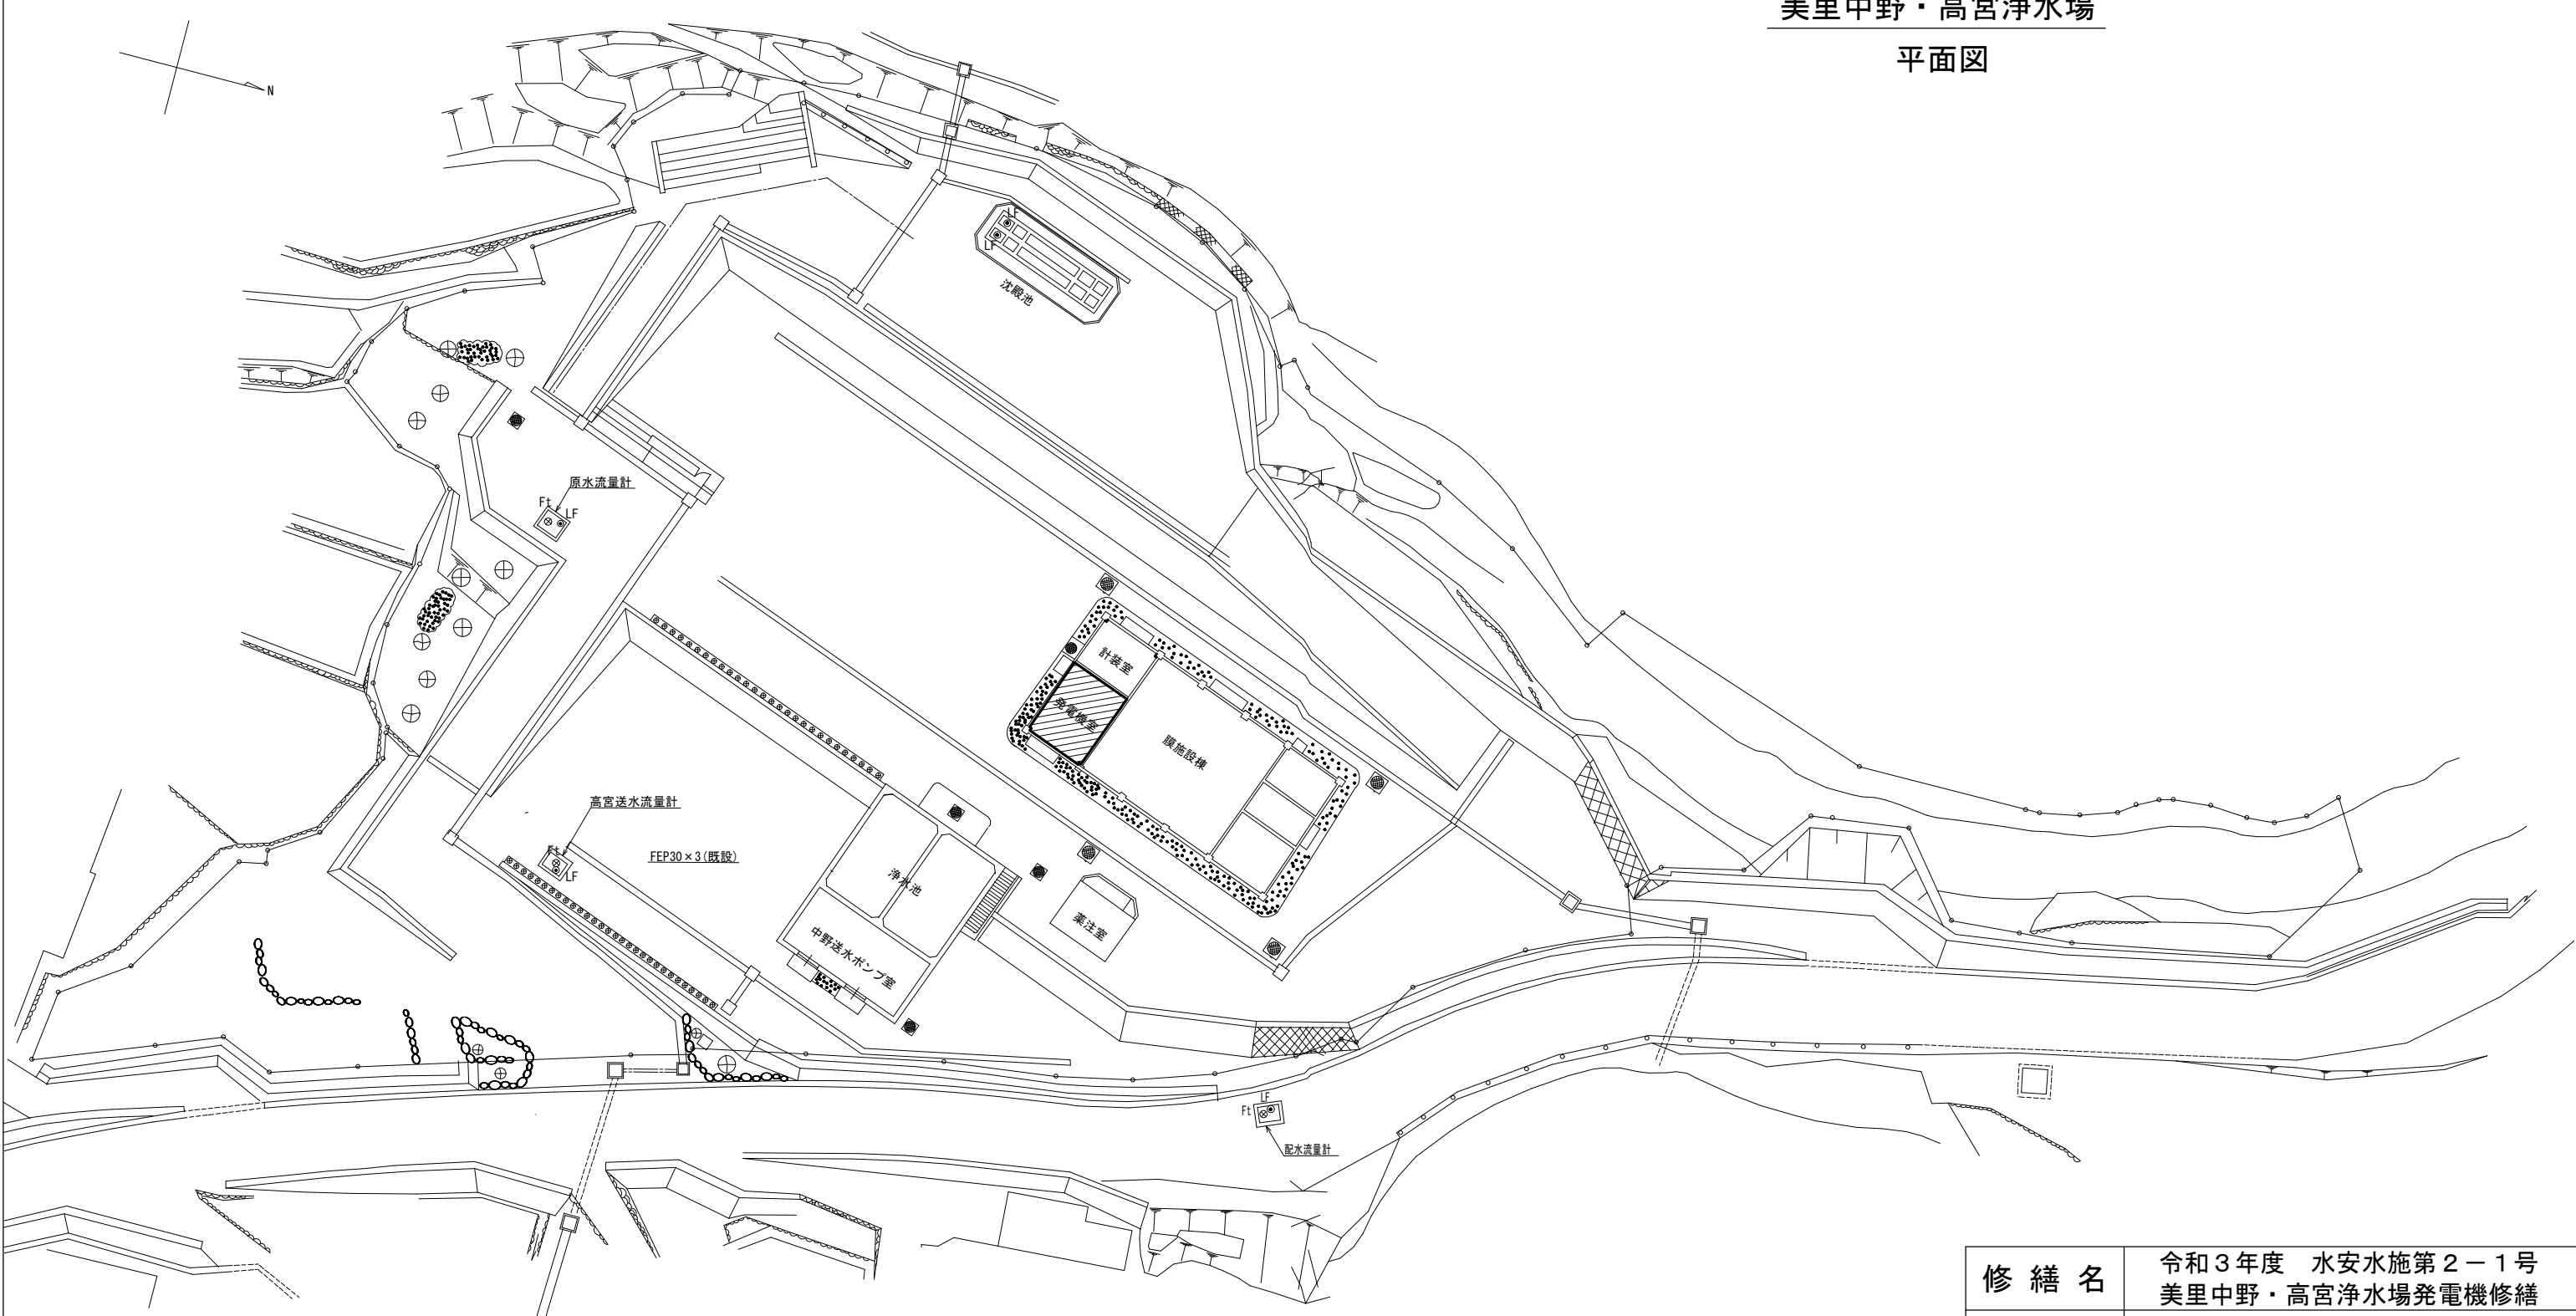 美里中野・高宮浄水場
平面図
N
LF
LF
沈殿池
原水流量計
Ft
LF
計装室
発電機室
膜施設棟
高宮送水流量計
Ft
LF
FEP30×3(既設)
浄水池
薬注室
中野送水ポンプ室
LF
Ft
配水流量計
修繕名
令和3年度 水安水施第2-1号
美里中野・高宮浄水場発電機修繕